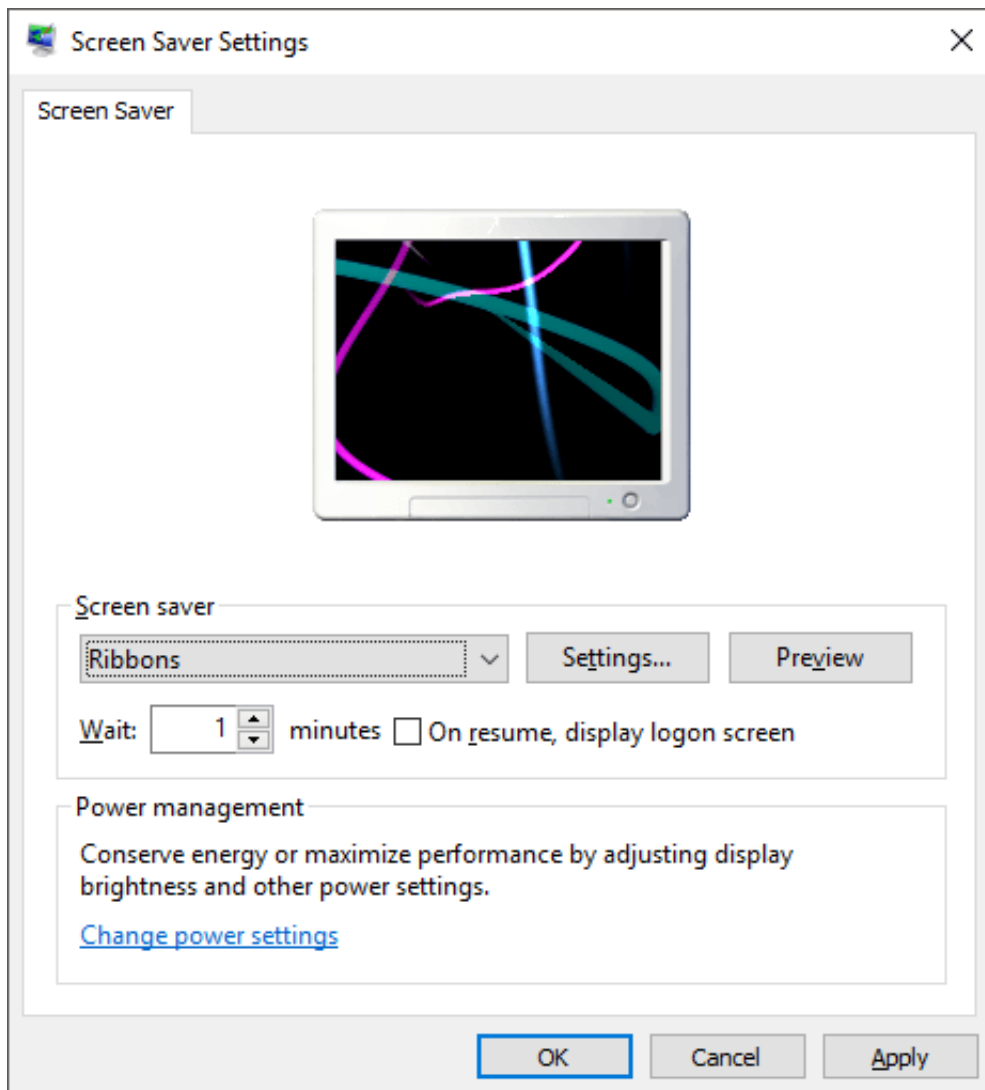 Screen Saver Settings
Screen Saver
Screen saver
Ribbons
Settings...
Preview
Wait: 1 minutes On resume, display logon screen
Power management
Conserve energy or maximize performance by adjusting display
brightness and other power settings.
Change power settings
OK
Cancel
Apply